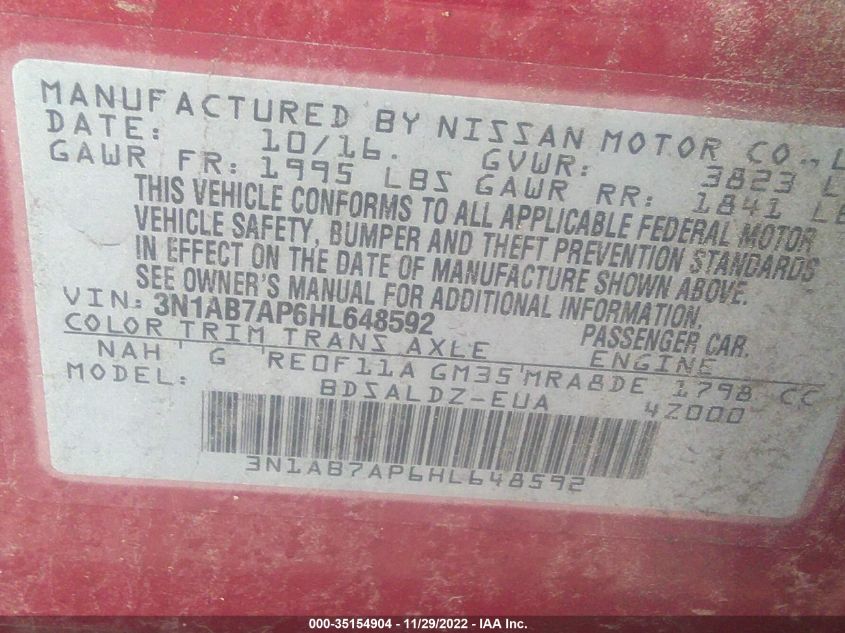 MANUFACTURED BY NISSAN MOTOR CO., L
DATE: 10/16. GVWR: 3823 L
GAWR FR: 1995 LBS GAWR RR: 1841 LB
THIS VEHICLE CONFORMS TO ALL APPLICABLE FEDERAL MOTOR
VEHICLE SAFETY, BUMPER AND THEFT PREVENTION STANDARDS
IN EFFECT ON THE DATE OF MANUFACTURE SHOWN ABOVE.
SEE OWNER'S MANUAL FOR ADDITIONAL INFORMATION.
VIN: 3N1AB7AP6HL648592 PASSENGER CAR.
COLOR TRIM TRANS AXLE ENGINE
NAH G RE0F11A GM35 MRA8DE 1798 CC
MODEL: BDSALDZ-EUA 4Z000
3N1AB7AP6HL648592
000-35154904 - 11/29/2022 - IAA Inc.